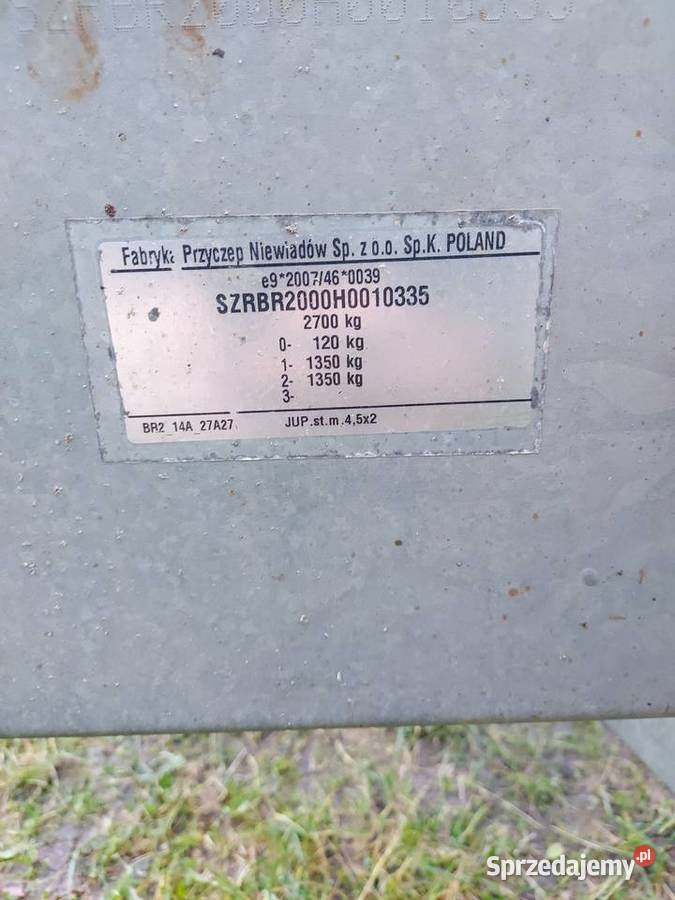 SZRBR2000H0010335
Fabryka Przyczep Niewiadów Sp. z o.o. Sp.K. POLAND
e9*2007/46*0039
SZRBR2000H0010335
2700 kg
0- 120 kg
1- 1350 kg
2- 1350 kg
3-
BR2_14A_27A27 JUP.st.m.4,5x2
Sprzedajemy.pl